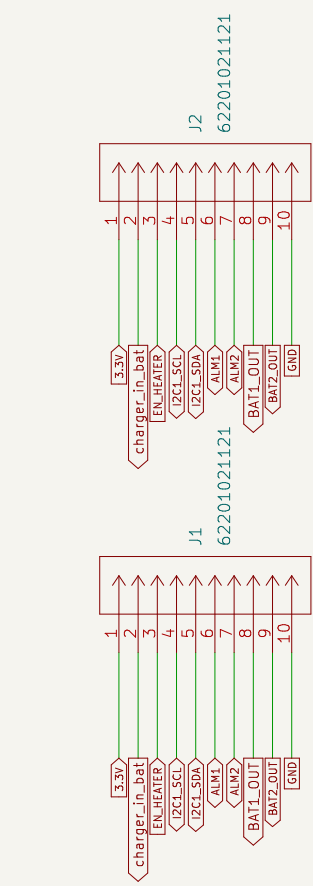 J2
62201021121
1
2
3
4
5
6
7
8
9
10
3.3V
charger_in_bat
EN_HEATER
I2C1_SCL
I2C1_SDA
ALM1
ALM2
BAT1_OUT
BAT2_OUT
GND
J1
62201021121
1
2
3
4
5
6
7
8
9
10
3.3V
charger_in_bat
EN_HEATER
I2C1_SCL
I2C1_SDA
ALM1
ALM2
BAT1_OUT
BAT2_OUT
GND